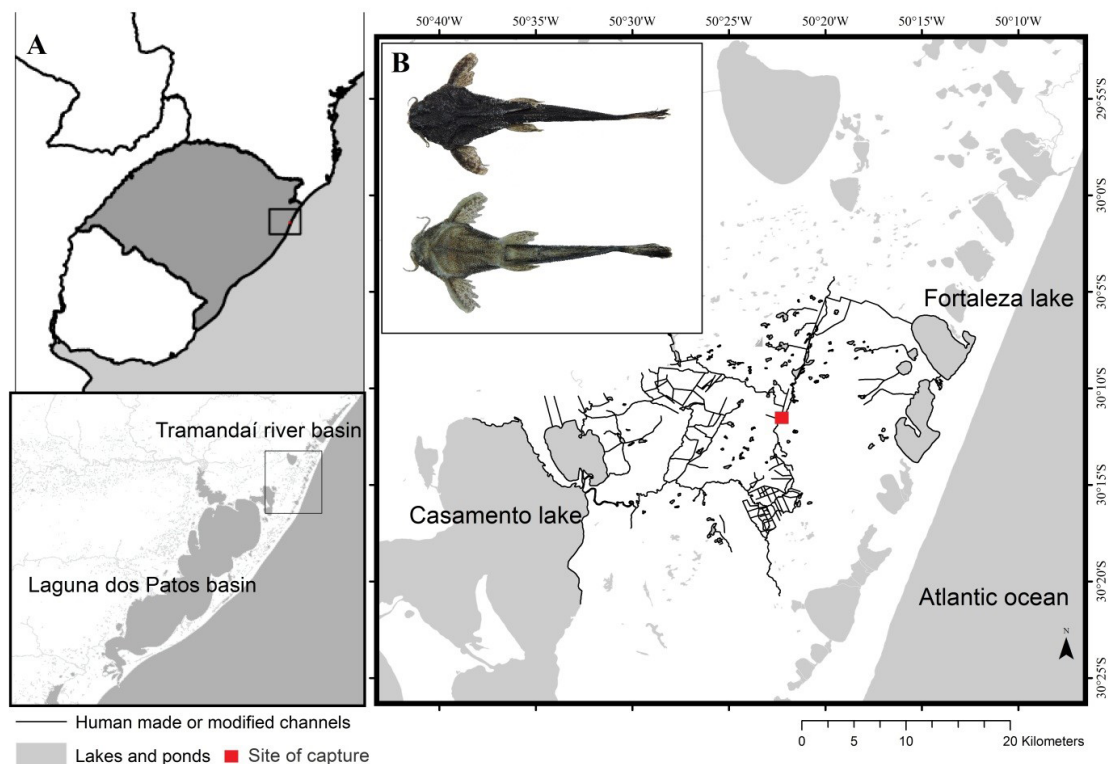 A
B
50°40'W 50°35'W 50°30'W 50°25'W 50°20'W 50°15'W 50°10'W
29°55'S
30°0'S
30°5'S
30°10'S
30°15'S
30°20'S
30°25'S
Fortaleza lake
Casamento lake
Atlantic ocean
N
Tramandaí river basin
Laguna dos Patos basin
Human made or modified channels
Lakes and ponds Site of capture
0 5 10 20 Kilometers